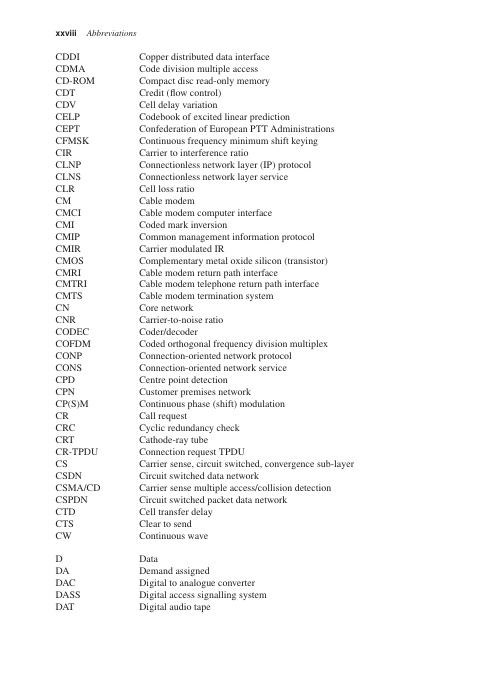 xxviii Abbreviations
CDDI Copper distributed data interface
CDMA Code division multiple access
CD-ROM Compact disc read-only memory
CDT Credit (flow control)
CDV Cell delay variation
CELP Codebook of excited linear prediction
CEPT Confederation of European PTT Administrations
CFMSK Continuous frequency minimum shift keying
CIR Carrier to interference ratio
CLNP Connectionless network layer (IP) protocol
CLNS Connectionless network layer service
CLR Cell loss ratio
CM Cable modem
CMCI Cable modem computer interface
CMI Coded mark inversion
CMIP Common management information protocol
CMIR Carrier modulated IR
CMOS Complementary metal oxide silicon (transistor)
CMRI Cable modem return path interface
CMTRI Cable modem telephone return path interface
CMTS Cable modem termination system
CN Core network
CNR Carrier-to-noise ratio
CODEC Coder/decoder
COFDM Coded orthogonal frequency division multiplex
CONP Connection-oriented network protocol
CONS Connection-oriented network service
CPD Centre point detection
CPN Customer premises network
CP(S)M Continuous phase (shift) modulation
CR Call request
CRC Cyclic redundancy check
CRT Cathode-ray tube
CR-TPDU Connection request TPDU
CS Carrier sense, circuit switched, convergence sub-layer
CSDN Circuit switched data network
CSMA/CD Carrier sense multiple access/collision detection
CSPDN Circuit switched packet data network
CTD Cell transfer delay
CTS Clear to send
CW Continuous wave
D Data
DA Demand assigned
DAC Digital to analogue converter
DASS Digital access signalling system
DAT Digital audio tape